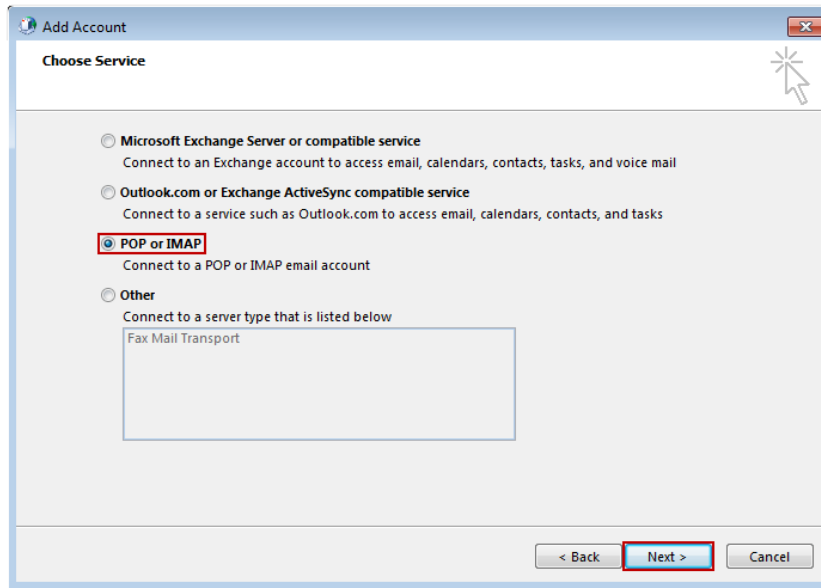 Add Account
Choose Service
Microsoft Exchange Server or compatible service
Connect to an Exchange account to access email, calendars, contacts, tasks, and voice mail
Outlook.com or Exchange ActiveSync compatible service
Connect to a service such as Outlook.com to access email, calendars, contacts, and tasks
POP or IMAP
Connect to a POP or IMAP email account
Other
Connect to a server type that is listed below
Fax Mail Transport
< Back Next > Cancel